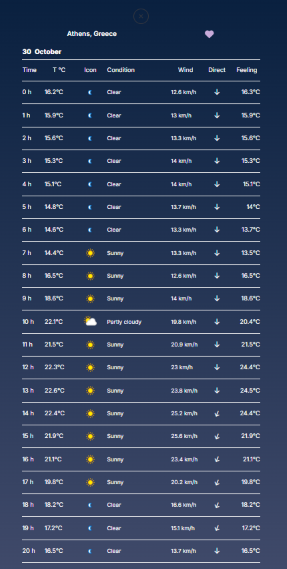 Athens, Greece
30 October
Time T °C Icon Condition Wind Direct Feeling
0 h 16.2°C Clear 12.6 km/h 16.3°C
1 h 15.9°C Clear 13 km/h 15.9°C
2 h 15.6°C Clear 13.3 km/h 15.6°C
3 h 15.3°C Clear 14 km/h 15.3°C
4 h 15.1°C Clear 14 km/h 15.1°C
5 h 14.8°C Clear 13.7 km/h 14°C
6 h 14.6°C Clear 13.3 km/h 13.7°C
7 h 14.4°C Sunny 13.3 km/h 13.5°C
8 h 16.5°C Sunny 12.6 km/h 16.5°C
9 h 18.6°C Sunny 14 km/h 18.6°C
10 h 22.1°C Partly cloudy 19.8 km/h 20.4°C
11 h 21.5°C Sunny 20.9 km/h 21.5°C
12 h 22.3°C Sunny 23 km/h 24.4°C
13 h 22.6°C Sunny 23.8 km/h 24.5°C
14 h 22.4°C Sunny 25.2 km/h 24.4°C
15 h 21.9°C Sunny 25.6 km/h 21.9°C
16 h 21.1°C Sunny 23.4 km/h 21.1°C
17 h 19.8°C Sunny 20.2 km/h 19.8°C
18 h 18.2°C Clear 16.6 km/h 18.2°C
19 h 17.2°C Clear 15.1 km/h 17.2°C
20 h 16.5°C Clear 13.7 km/h 16.5°C